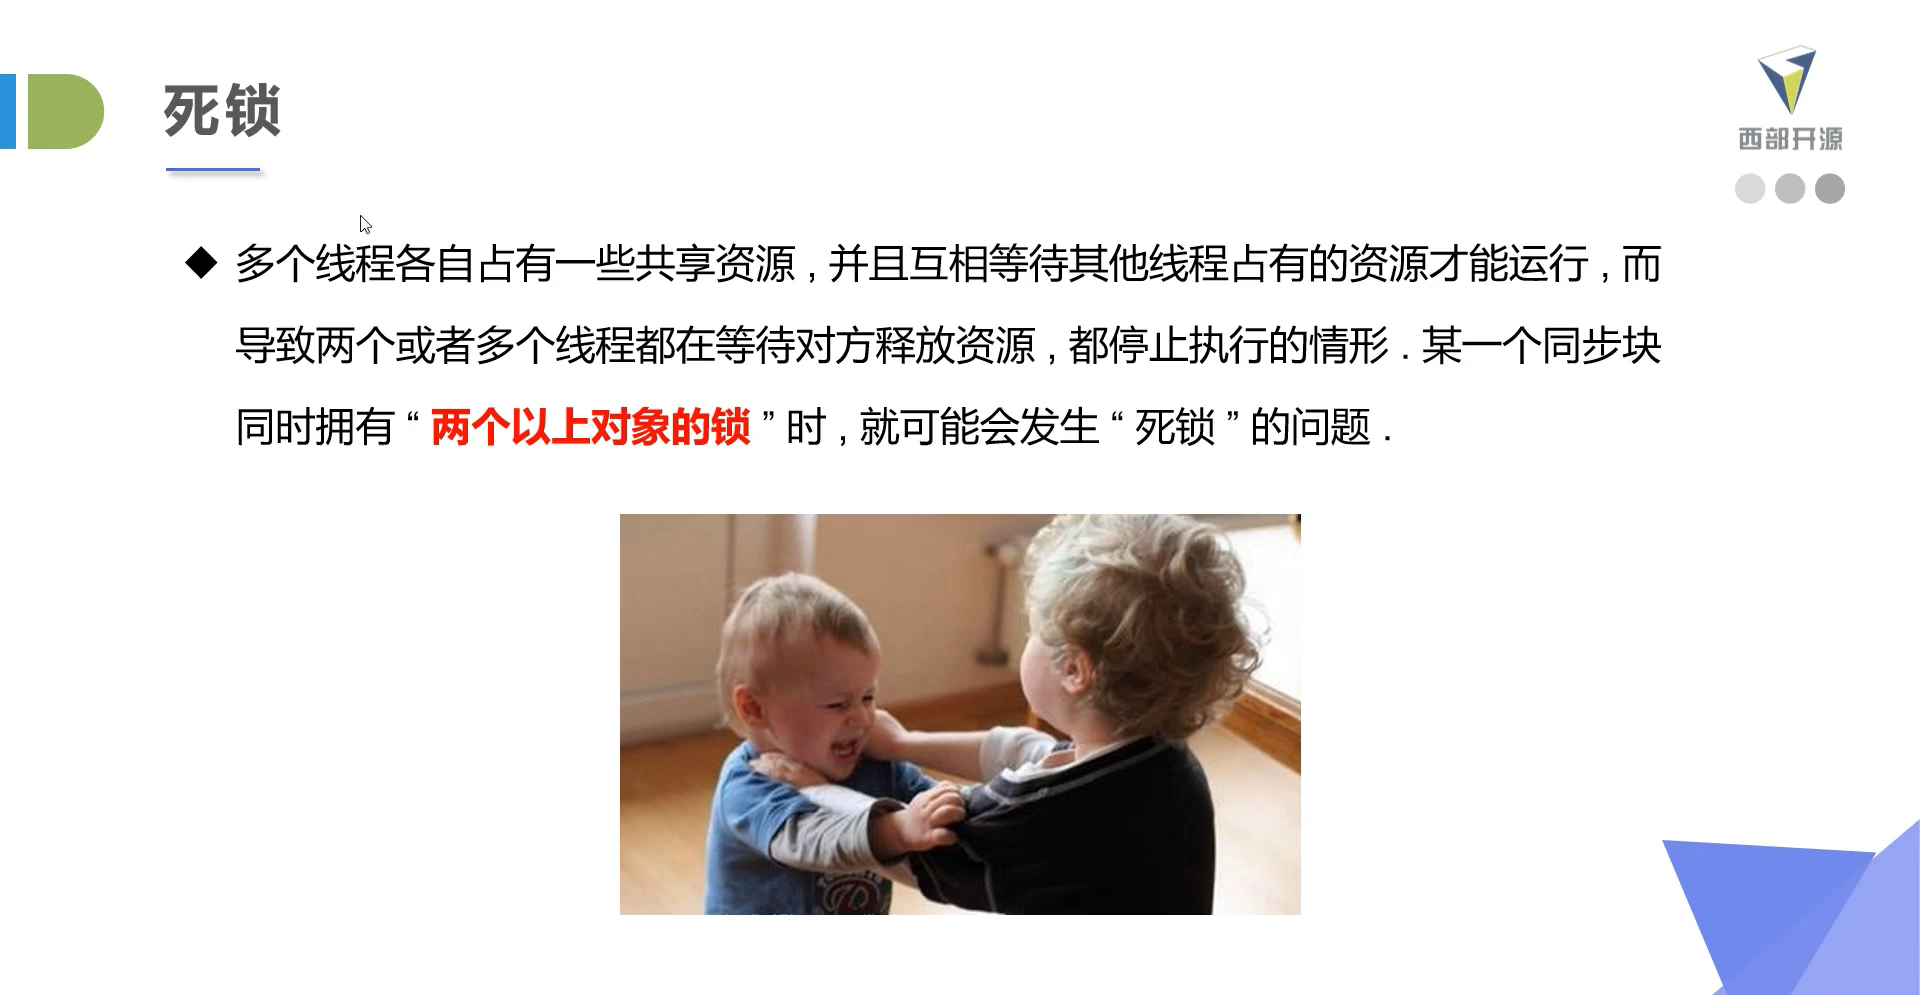 死锁
西部开源
◆ 多个线程各自占有一些共享资源 , 并且互相等待其他线程占有的资源才能运行 , 而
导致两个或者多个线程都在等待对方释放资源 , 都停止执行的情形 . 某一个同步块
同时拥有 “ 两个以上对象的锁 ” 时 , 就可能会发生 “ 死锁 ” 的问题 .